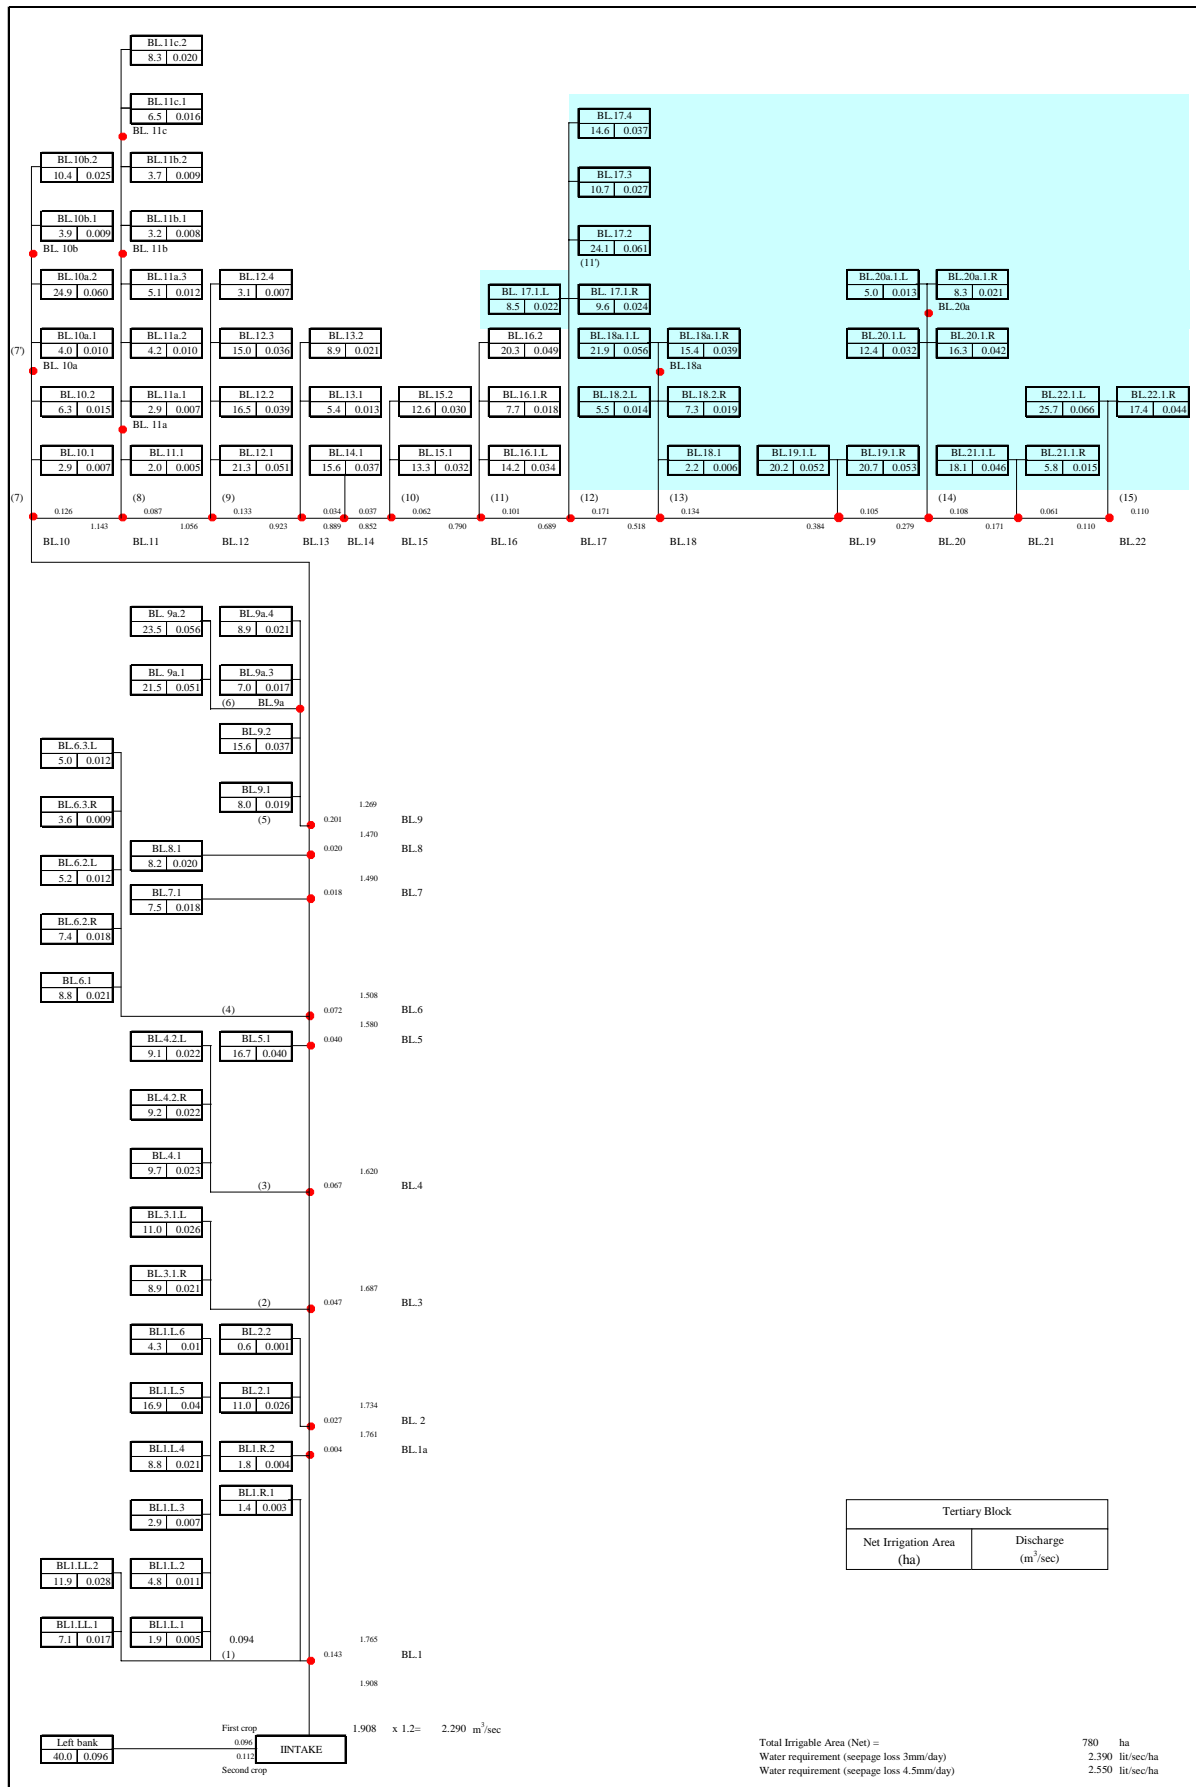 BL.11c.2
8.3 0.020
BL.11c.1
6.5 0.016
BL. 11c
BL.17.4
14.6 0.037
BL.10b.2
10.4 0.025
BL.11b.2
3.7 0.009
BL.17.3
10.7 0.027
BL.10b.1
3.9 0.009
BL.11b.1
3.2 0.008
BL.17.2
24.1 0.061
BL. 10b
BL. 11b
(11')
BL.10a.2
24.9 0.060
BL.11a.3
5.1 0.012
BL.12.4
3.1 0.007
BL. 17.1.L
8.5 0.022
BL. 17.1.R
9.6 0.024
BL.20a.1.L
5.0 0.013
BL.20a.1.R
8.3 0.021
BL.20a
(7')
BL.10a.1
4.0 0.010
BL.11a.2
4.2 0.010
BL.12.3
15.0 0.036
BL.13.2
8.9 0.021
BL.16.2
20.3 0.049
BL.18a.1.L
21.9 0.056
BL.18a.1.R
15.4 0.039
BL.20.1.L
12.4 0.032
BL.20.1.R
16.3 0.042
BL. 10a
BL.18a
BL.10.2
6.3 0.015
BL.11a.1
2.9 0.007
BL.12.2
16.5 0.039
BL.13.1
5.4 0.013
BL.15.2
12.6 0.030
BL.16.1.R
7.7 0.018
BL.18.2.L
5.5 0.014
BL.18.2.R
7.3 0.019
BL.22.1.L
25.7 0.066
BL.22.1.R
17.4 0.044
BL. 11a
BL.10.1
2.9 0.007
BL.11.1
2.0 0.005
BL.12.1
21.3 0.051
BL.14.1
15.6 0.037
BL.15.1
13.3 0.032
BL.16.1.L
14.2 0.034
BL.18.1
2.2 0.006
BL.19.1.L
20.2 0.052
BL.19.1.R
20.7 0.053
BL.21.1.L
18.1 0.046
BL.21.1.R
5.8 0.015
(7) (8) (9) (10) (11) (12) (13) (14) (15)
0.126 0.087 0.133 0.034 0.037 0.062 0.101 0.171 0.134 0.105 0.108 0.061 0.110
1.143 1.056 0.923 0.889 0.852 0.790 0.689 0.518 0.384 0.279 0.171 0.110
BL.10 BL.11 BL.12 BL.13 BL.14 BL.15 BL.16 BL.17 BL.18 BL.19 BL.20 BL.21 BL.22
BL. 9a.2
23.5 0.056
BL.9a.4
8.9 0.021
BL. 9a.1
21.5 0.051
BL.9a.3
7.0 0.017
(6) BL.9a
BL.9.2
15.6 0.037
BL.6.3.L
5.0 0.012
BL.9.1
8.0 0.019
(5)
BL.6.3.R
3.6 0.009
1.269
0.201 BL.9
1.470
BL.8.1
8.2 0.020
0.020 BL.8
BL.6.2.L
5.2 0.012
1.490
BL.7.1
7.5 0.018
0.018 BL.7
BL.6.2.R
7.4 0.018
BL.6.1
8.8 0.021
1.508
(4) 0.072 BL.6
1.580
BL.4.2.L
9.1 0.022
BL.5.1
16.7 0.040
0.040 BL.5
BL.4.2.R
9.2 0.022
BL.4.1
9.7 0.023
1.620
(3) 0.067 BL.4
BL.3.1.L
11.0 0.026
BL.3.1.R
8.9 0.021
1.687
(2) 0.047 BL.3
BL1.L.6
4.3 0.01
BL.2.2
0.6 0.001
BL1.L.5
16.9 0.04
BL.2.1
11.0 0.026
1.734
0.027 BL. 2
1.761
BL1.L.4
8.8 0.021
BL1.R.2
1.8 0.004
0.004 BL.1a
BL1.R.1
1.4 0.003
BL1.L.3
2.9 0.007
Tertiary Block
Net Irrigation Area
(ha)
Discharge
(m3/sec)
BL1.LL.2
11.9 0.028
BL1.L.2
4.8 0.011
BL1.LL.1
7.1 0.017
BL1.L.1
1.9 0.005
0.094
1.765
(1) 0.143 BL.1
1.908
First crop
1.908 x 1.2= 2.290 m3/sec
Left bank
40.0 0.096
0.096
0.112
IINTAKE
Second crop
Total Irrigable Area (Net) = 780 ha
Water requirement (seepage loss 3mm/day) 2.390 lit/sec/ha
Water requirement (seepage loss 4.5mm/day) 2.550 lit/sec/ha